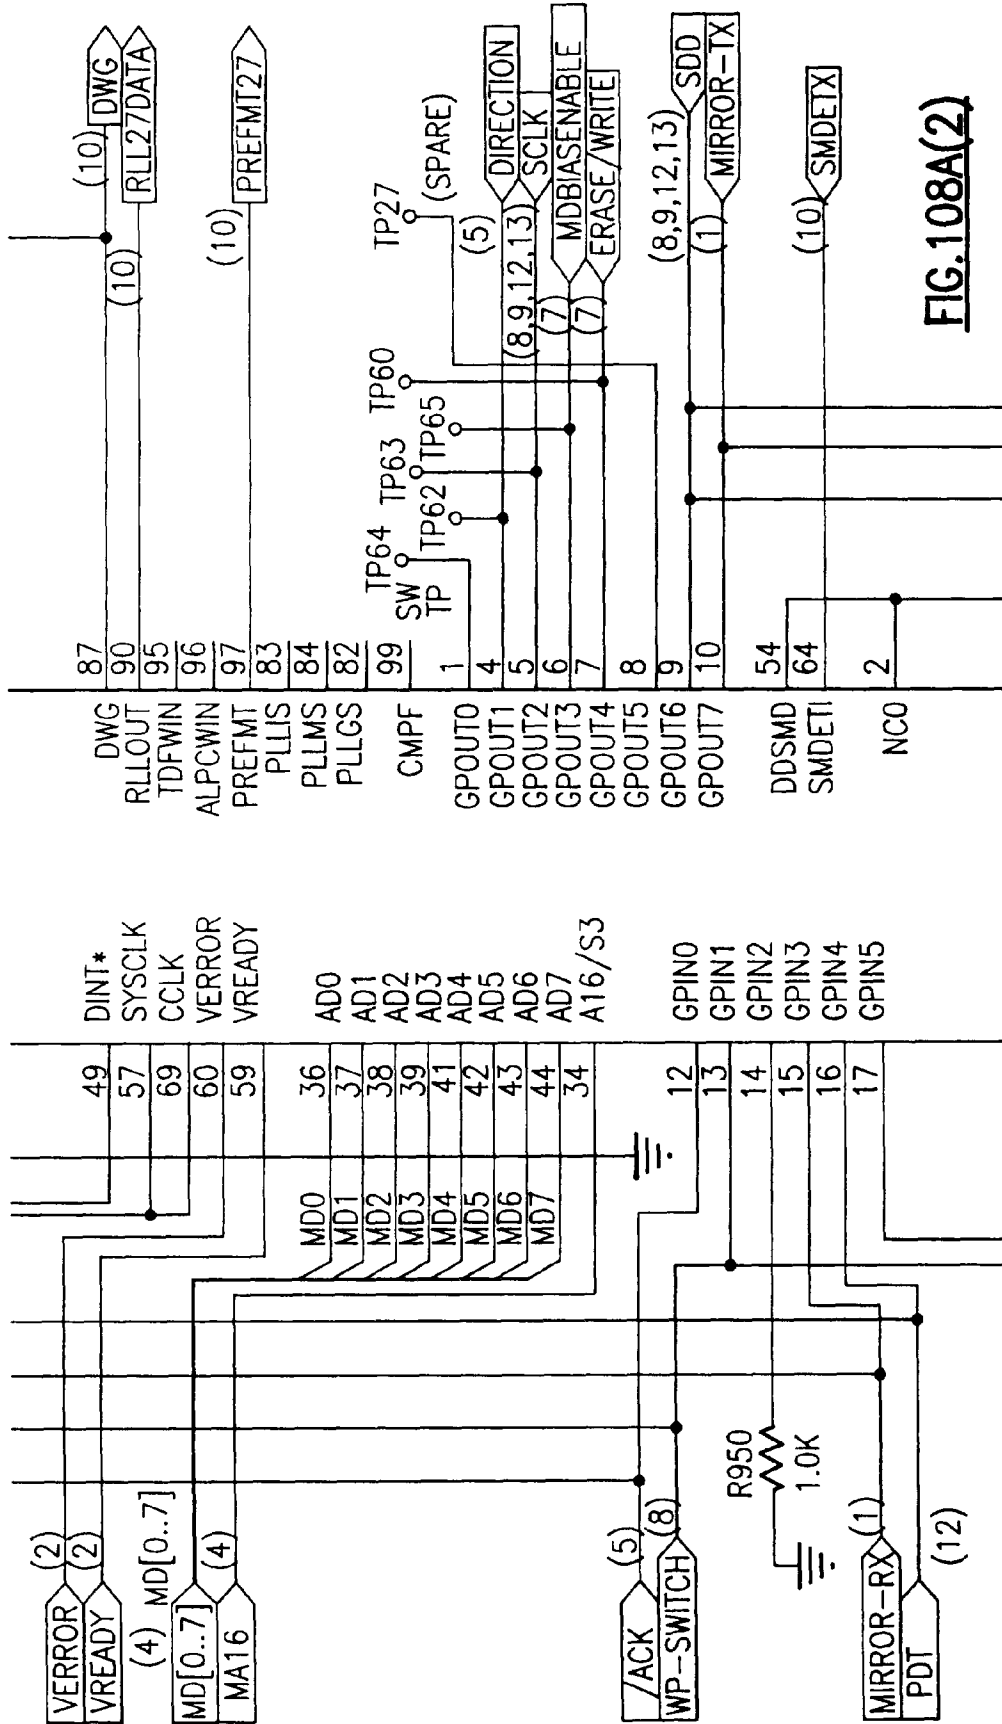 VERROR
(2)
VREADY
(2)
(4)
MD[0..7]
MD[0..7]
MA16
(4)
MD0
MD1
MD2
MD3
MD4
MD5
MD6
MD7
49
57
69
60
59
36
37
38
39
41
42
43
44
34
DINT*
SYSCLK
CCLK
VERROR
VREADY
AD0
AD1
AD2
AD3
AD4
AD5
AD6
AD7
A16/S3
/ACK
(5)
WP-SWITCH
(8)
R950
1.0K
MIRROR-RX
(1)
PDT
(12)
12
13
14
15
16
17
GPIN0
GPIN1
GPIN2
GPIN3
GPIN4
GPIN5
DWG
RLLOUT
TDFWIN
ALPCWIN
PREFMT
PLLIS
PLLMS
PLLGS
CMPF
87
90
95
96
97
83
84
82
99
(10)
DWG
(10)
RLL27DATA
(10)
PREFMT27
GPOUT0
GPOUT1
GPOUT2
GPOUT3
GPOUT4
GPOUT5
GPOUT6
GPOUT7
1
4
5
6
7
8
9
10
SW
TP
TP64
TP62
TP63
TP65
TP60
TP27
(SPARE)
(5)
DIRECTION
(8,9,12,13)
SCLK
(7)
MDBIASENABLE
(7)
ERASE/WRITE
(8,9,12,13)
SDD
(1)
MIRROR-TX
DDSMD
SMDETI
NC0
54
64
2
(10)
SMDETX
FIG.108A(2)